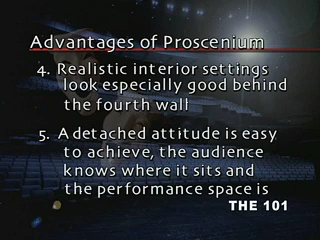 Advantages of Proscenium
4. Realistic interior settings
look especially good behind
the fourth wall
5. A detached attitude is easy
to achieve, the audience
knows where it sits and
the performance space is
THE 101